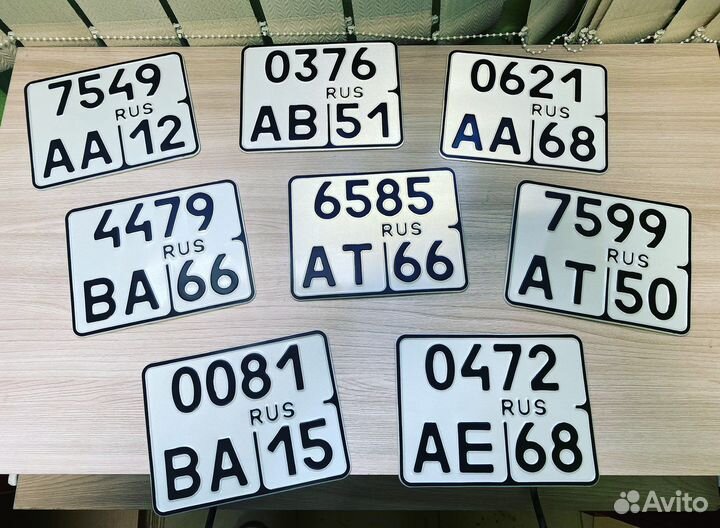 7549
RUS
AA 12
0376
RUS
AB 51
0621
RUS
AA 68
4479
RUS
BA 66
6585
RUS
AT 66
7599
RUS
AT 50
0081
RUS
BA 15
0472
RUS
AE 68
Avito